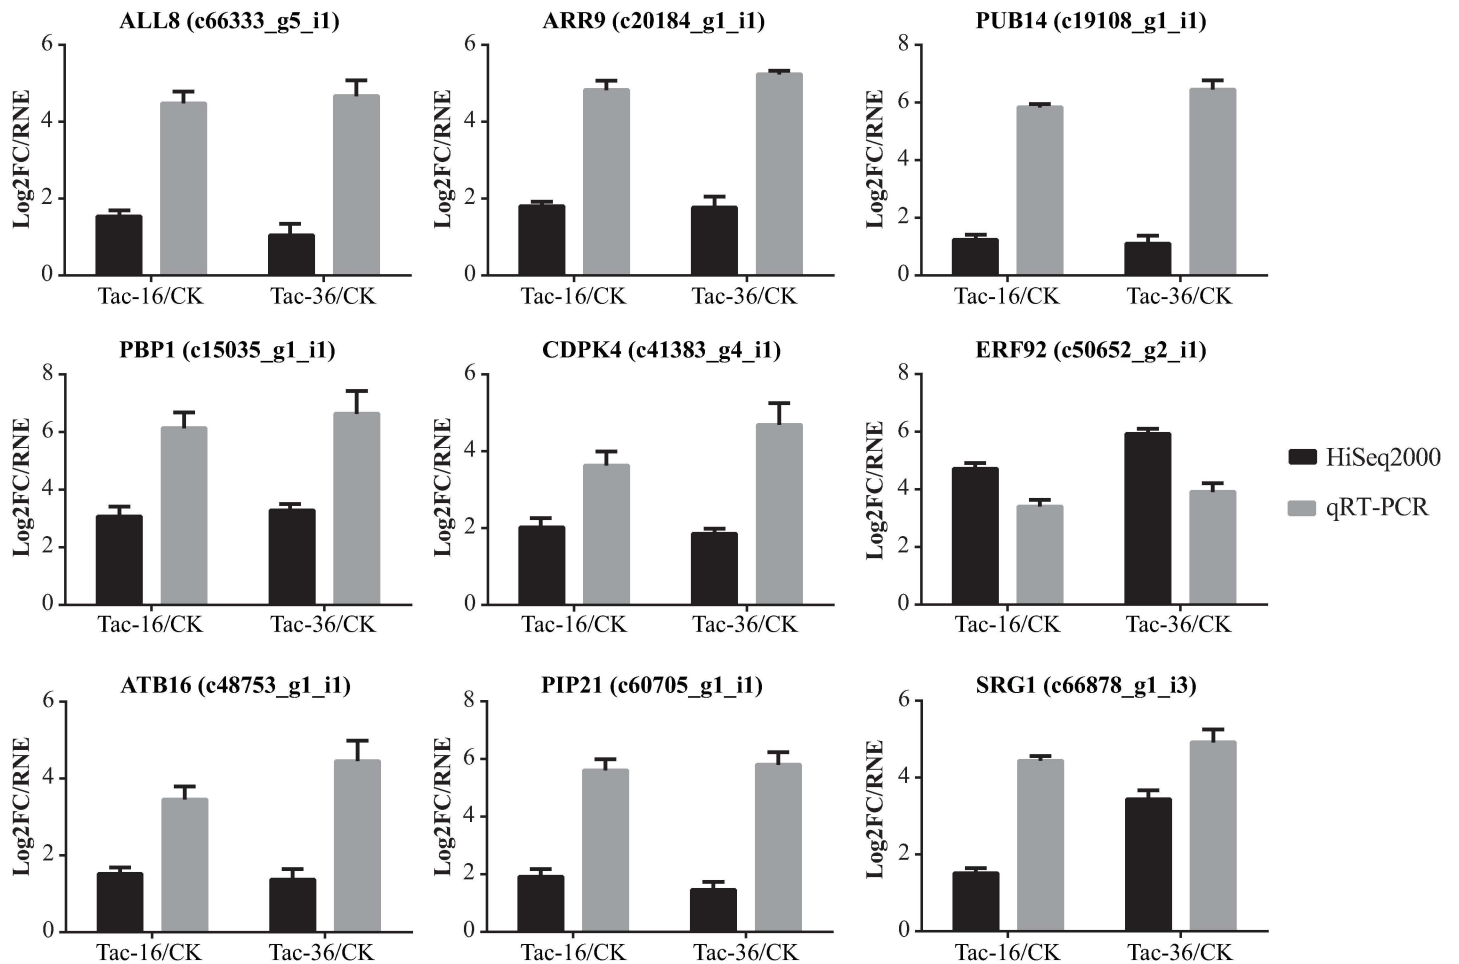 ALL8 (c66333_g5_i1)
6
4
2
0
Log2FC/RNE
Tac-16/CK
Tac-36/CK
ARR9 (c20184_g1_i1)
6
4
2
0
Log2FC/RNE
Tac-16/CK
Tac-36/CK
PUB14 (c19108_g1_i1)
8
6
4
2
0
Log2FC/RNE
Tac-16/CK
Tac-36/CK
PBP1 (c15035_g1_i1)
8
6
4
2
0
Log2FC/RNE
Tac-16/CK
Tac-36/CK
CDPK4 (c41383_g4_i1)
6
4
2
0
Log2FC/RNE
Tac-16/CK
Tac-36/CK
ERF92 (c50652_g2_i1)
8
6
4
2
0
Log2FC/RNE
Tac-16/CK
Tac-36/CK
HiSeq2000
qRT-PCR
ATB16 (c48753_g1_i1)
6
4
2
0
Log2FC/RNE
Tac-16/CK
Tac-36/CK
PIP21 (c60705_g1_i1)
8
6
4
2
0
Log2FC/RNE
Tac-16/CK
Tac-36/CK
SRG1 (c66878_g1_i3)
6
4
2
0
Log2FC/RNE
Tac-16/CK
Tac-36/CK